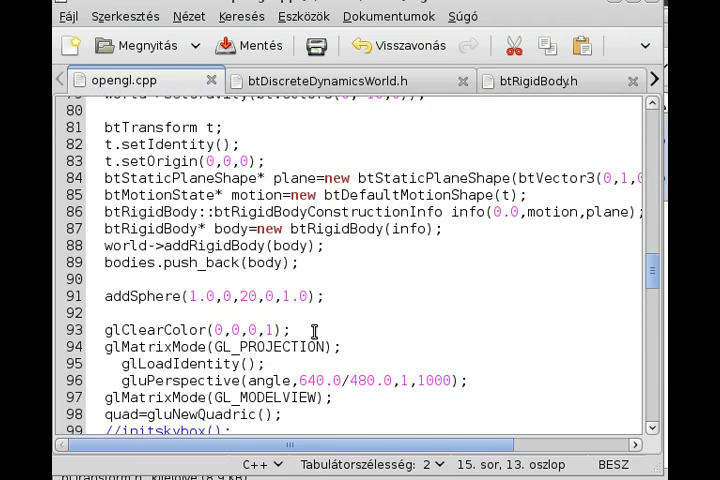 Fájl Szerkesztés Nézet Keresés Eszközök Dokumentumok Súgó
Megnyitás Mentés Visszavonás
opengl.cpp btDiscreteDynamicsWorld.h btRigidBody.h
80
81 btTransform t;
82 t.setIdentity();
83 t.setOrigin(0,0,0);
84 btStaticPlaneShape* plane=new btStaticPlaneShape(btVector3(0,1,0
85 btMotionState* motion=new btDefaultMotionShape(t);
86 btRigidBody::btRigidBodyConstructionInfo info(0.0,motion,plane);
87 btRigidBody* body=new btRigidBody(info);
88 world->addRigidBody(body);
89 bodies.push_back(body);
90
91 addSphere(1.0,0,20,0,1.0);
92
93 glClearColor(0,0,0,1);
94 glMatrixMode(GL_PROJECTION);
95 glLoadIdentity();
96 gluPerspective(angle,640.0/480.0,1,1000);
97 glMatrixMode(GL_MODELVIEW);
98 quad=gluNewQuadric();
99 //initskybox();
C++ Tabulátorszélesség: 2 15. sor, 13. oszlop BESZ